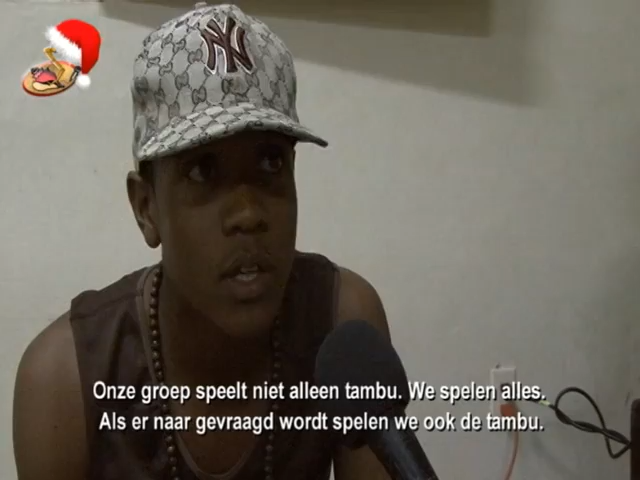 NY
Onze groep speelt niet alleen tambu. We spelen alles.
Als er naar gevraagd wordt spelen we ook de tambu.